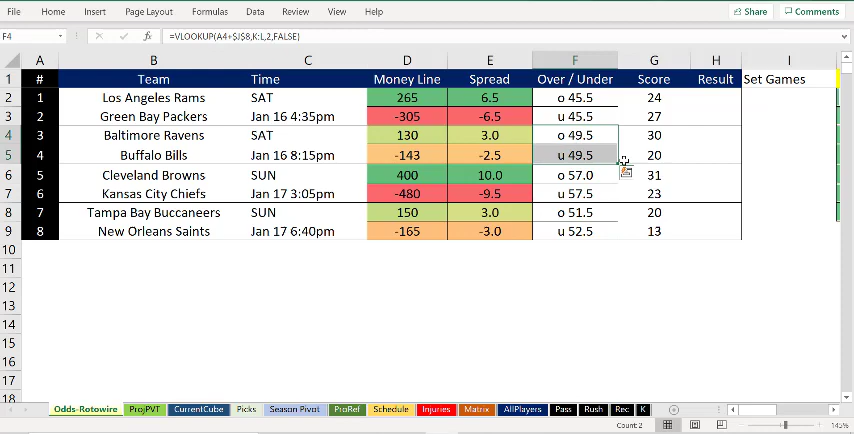 File Home Insert Page Layout Formulas Data Review View Help Share Comments
F4 fx =VLOOKUP(A4+$J$8,K:L,2,FALSE)
A B C D E F G H I
1 # Team Time Money Line Spread Over / Under Score Result Set Games
2 1 Los Angeles Rams SAT 265 6.5 o 45.5 24
3 2 Green Bay Packers Jan 16 4:35pm -305 -6.5 u 45.5 27
4 3 Baltimore Ravens SAT 130 3.0 o 49.5 30
5 4 Buffalo Bills Jan 16 8:15pm -143 -2.5 u 49.5 20
6 5 Cleveland Browns SUN 400 10.0 o 57.0 31
7 6 Kansas City Chiefs Jan 17 3:05pm -480 -9.5 u 57.5 23
8 7 Tampa Bay Buccaneers SUN 150 3.0 o 51.5 20
9 8 New Orleans Saints Jan 17 6:40pm -165 -3.0 u 52.5 13
10
11
12
13
14
15
16
17
18
Odds-Rotowire ProjPVT CurrentCube Picks Season Pivot ProRef Schedule Injuries Matrix AllPlayers Pass Rush Rec K
Count: 2 145%